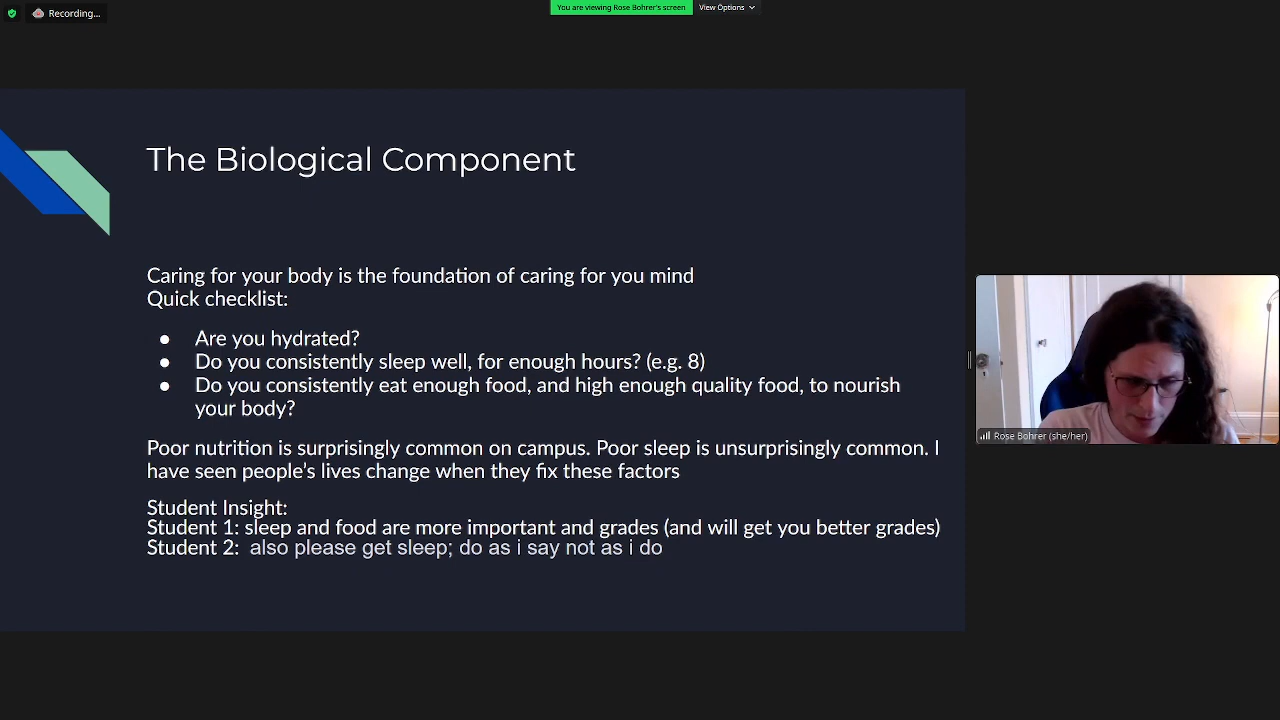 Recording...
You are viewing Rose Bohrer's screen
View Options
The Biological Component
Caring for your body is the foundation of caring for you mind
Quick checklist:
● Are you hydrated?
● Do you consistently sleep well, for enough hours? (e.g. 8)
● Do you consistently eat enough food, and high enough quality food, to nourish
your body?
Poor nutrition is surprisingly common on campus. Poor sleep is unsurprisingly common. I
have seen people's lives change when they fix these factors
Student Insight:
Student 1: sleep and food are more important and grades (and will get you better grades)
Student 2: also please get sleep; do as i say not as i do
Rose Bohrer (she/her)